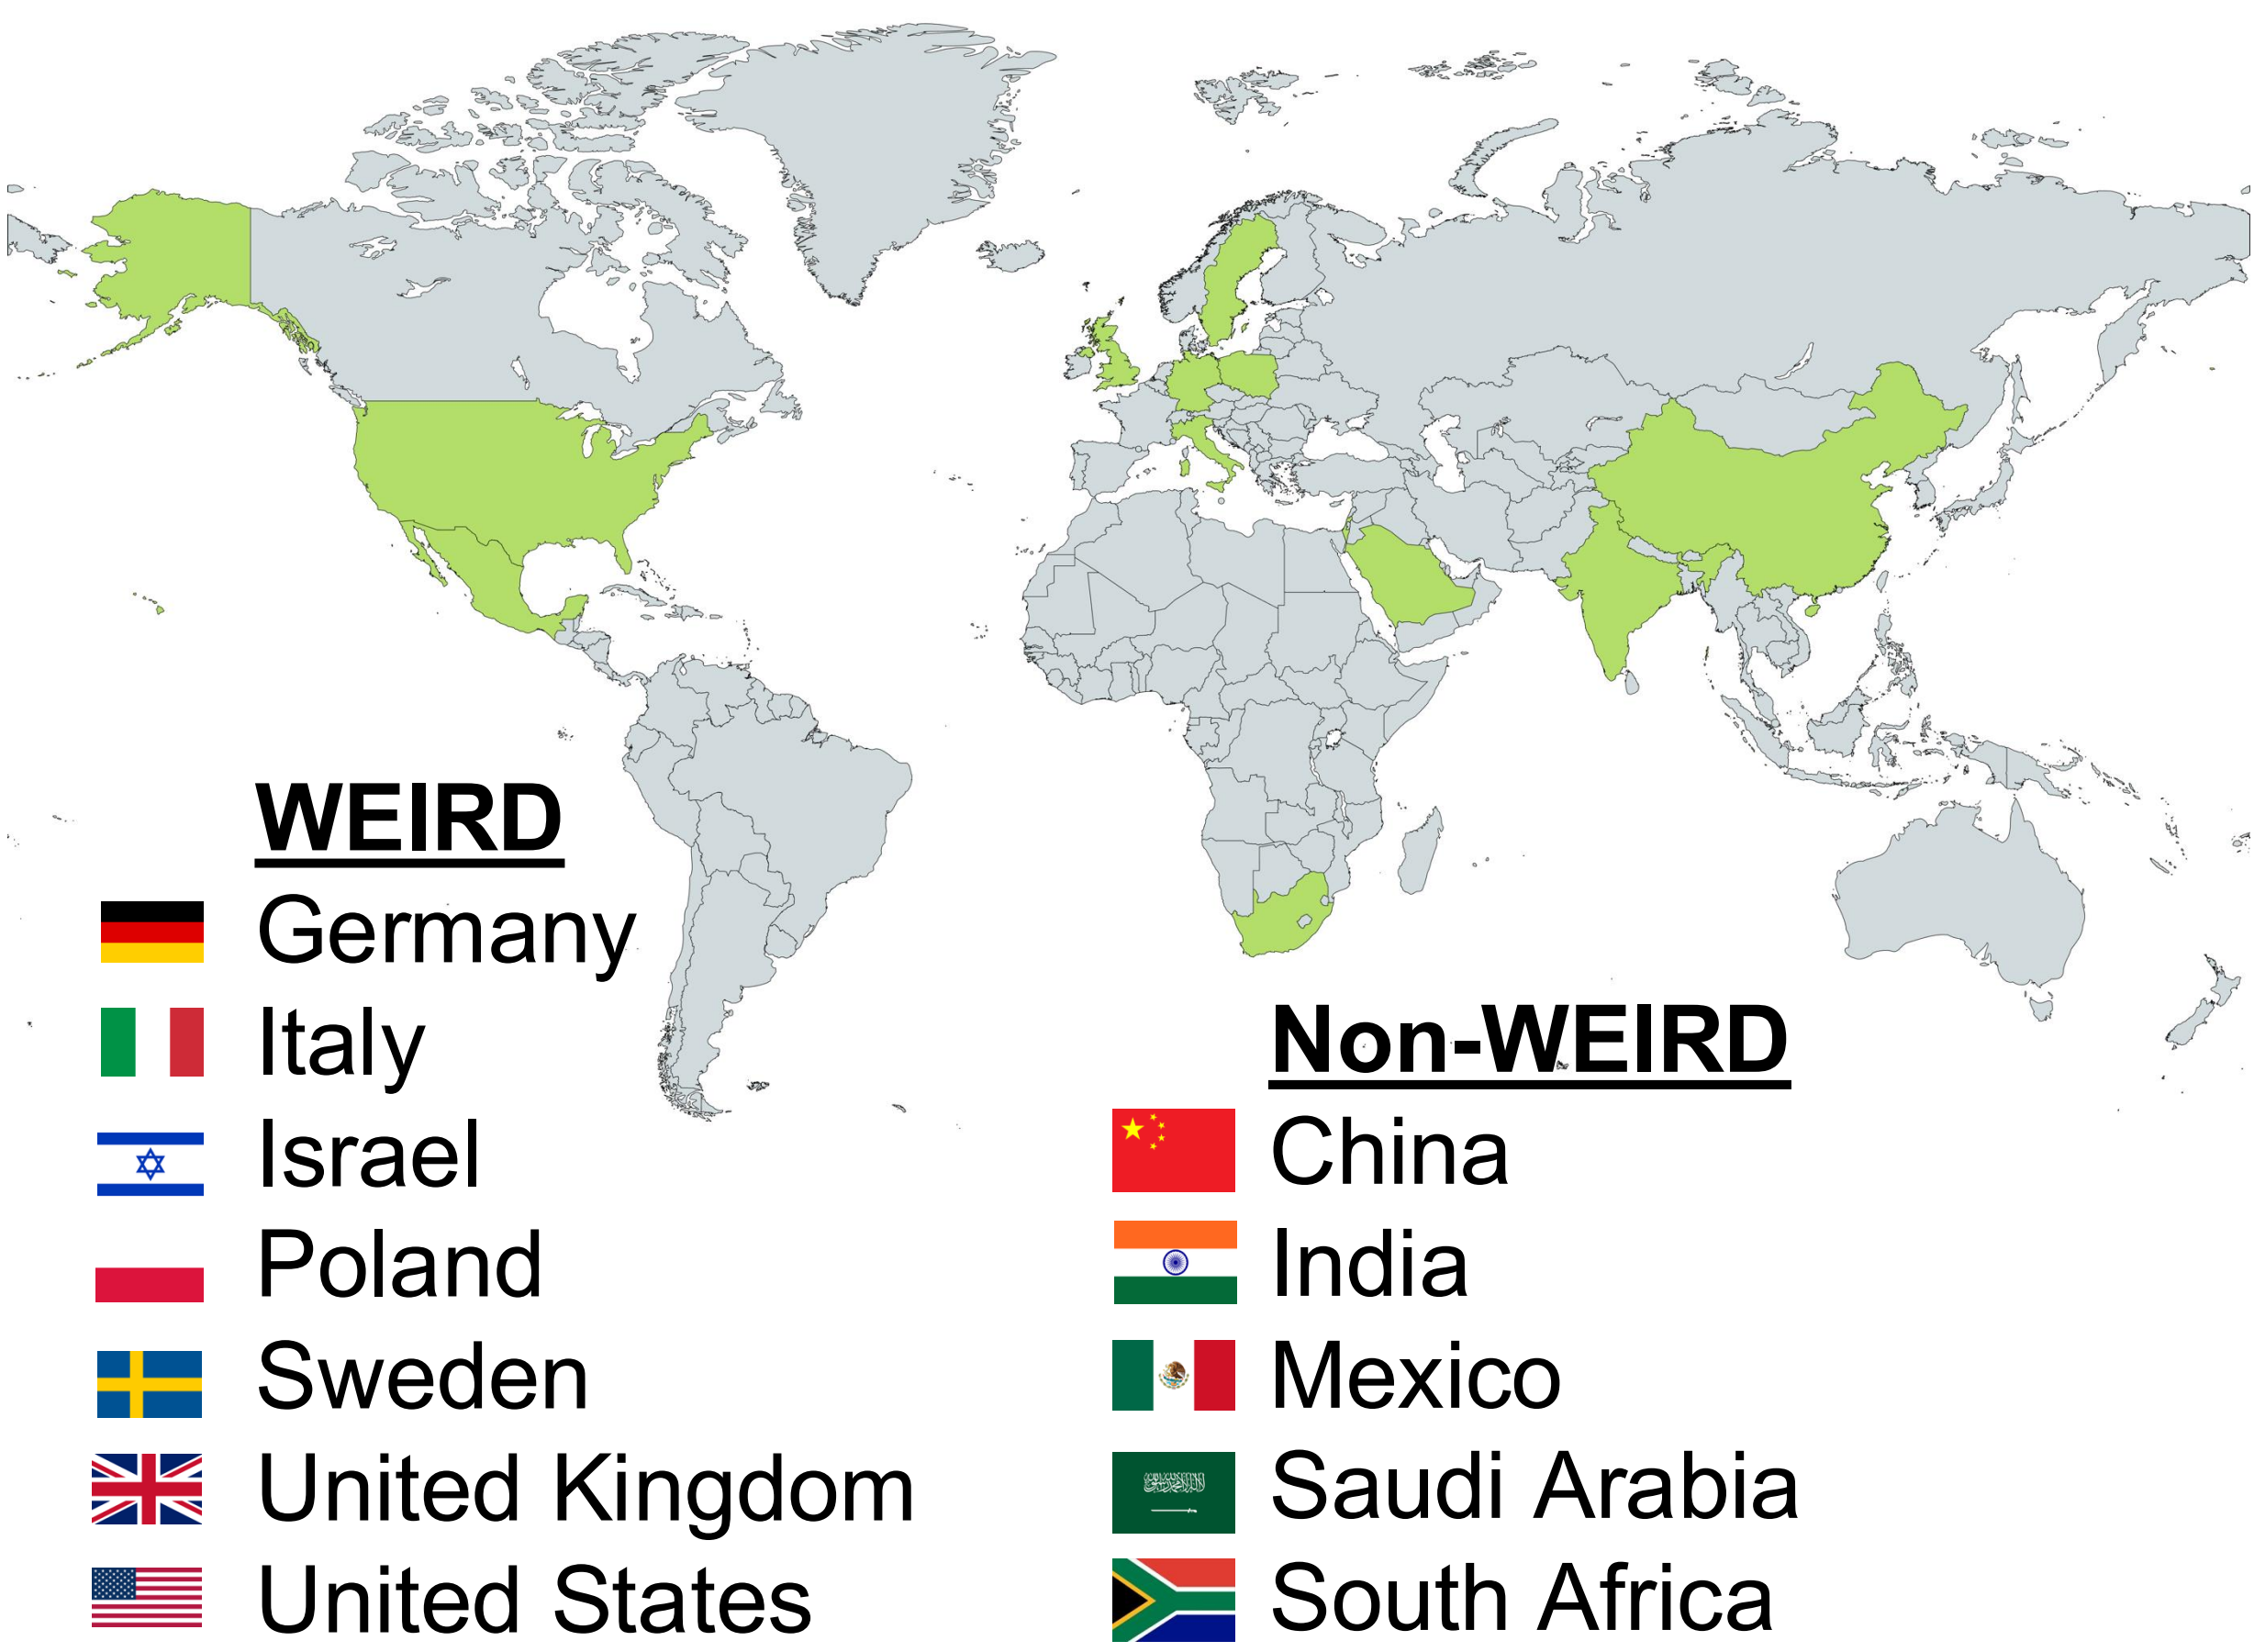 WEIRD
Germany
Italy
Israel
Poland
Sweden
United Kingdom
United States
Non-WEIRD
China
India
Mexico
Saudi Arabia
South Africa